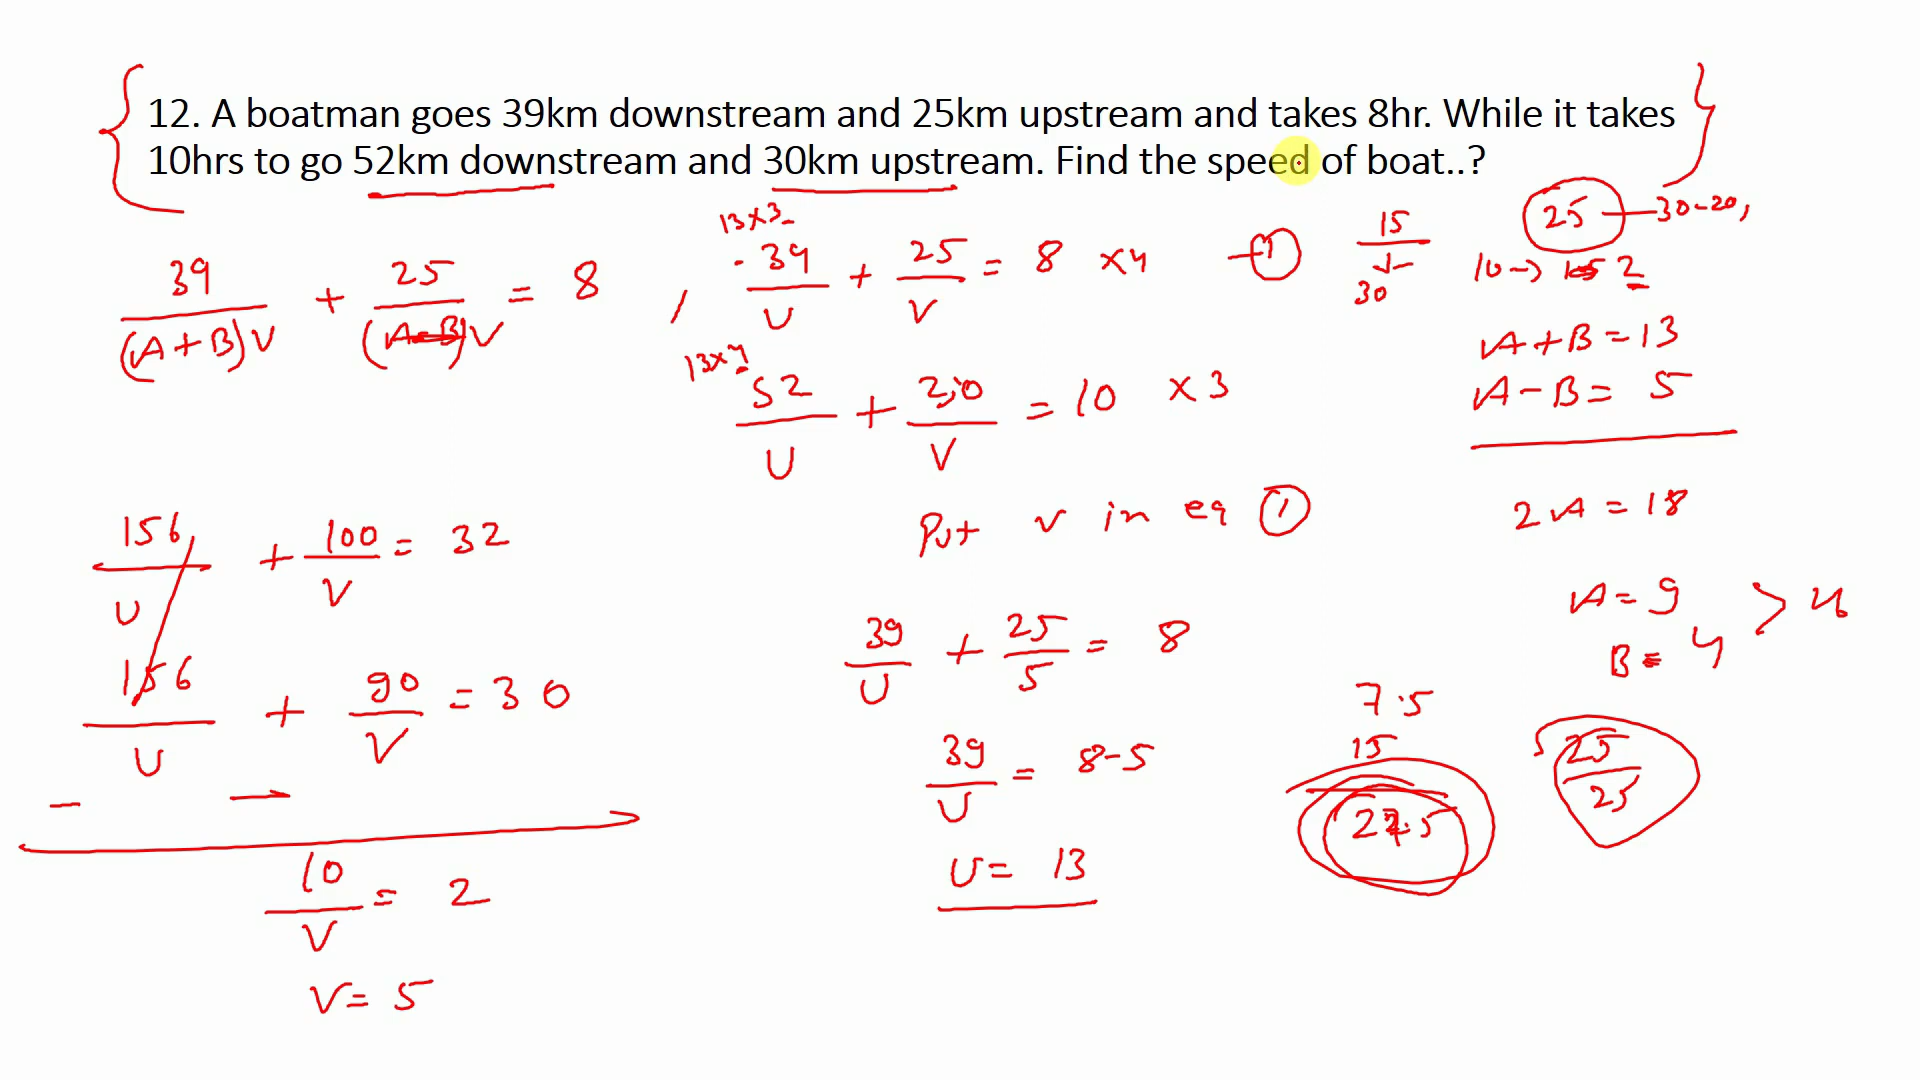 12. A boatman goes 39km downstream and 25km upstream and takes 8hr. While it takes
10hrs to go 52km downstream and 30km upstream. Find the speed of boat..?
39/(A+B)U + 25/(A-B)V = 8 ,
13×3
39/U + 25/V = 8 ×4 —①
13×4
52/U + 30/V = 10 ×3
15
30
25 — 30-20,
10→ 2
A+B=13
A-B= 5
2A=18
A=9
B=4
156/U + 100/V = 32
156/U + 90/V = 30
- -
10/V = 2
V= 5
Put v in eq ①
39/U + 25/5 = 8
39/U = 8-5
U= 13
7.5
15
5 25/25